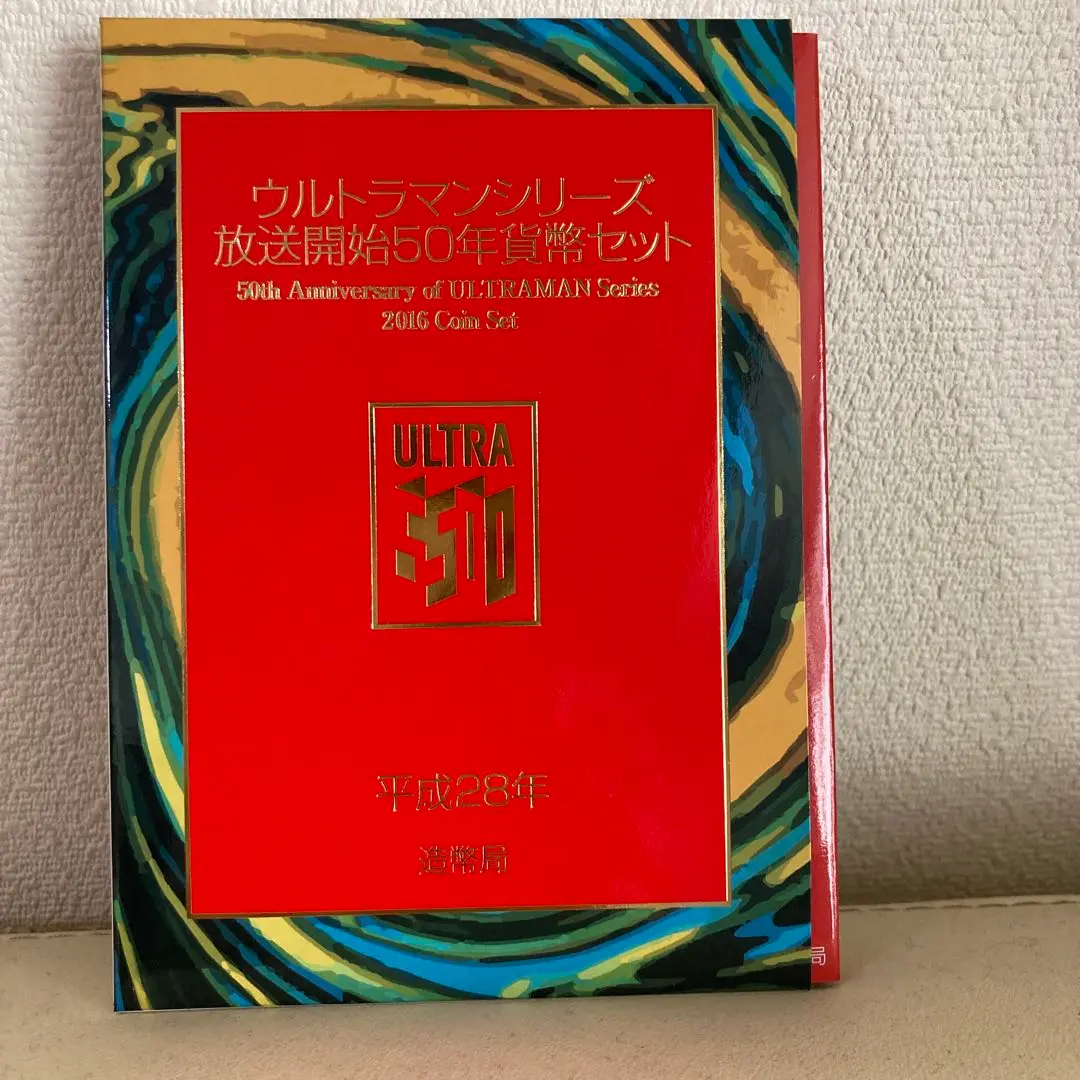 ウルトラマンシリーズ
放送開始50年貨幣セット
50th Anniversary of ULTRAMAN Series
2016 Coin Set
ULTRA
50
平成28年
造幣局
局